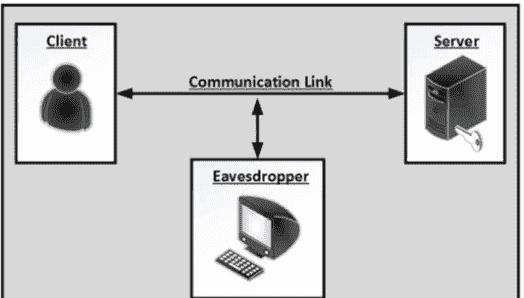 Client
Server
Communication Link
Eavesdropper